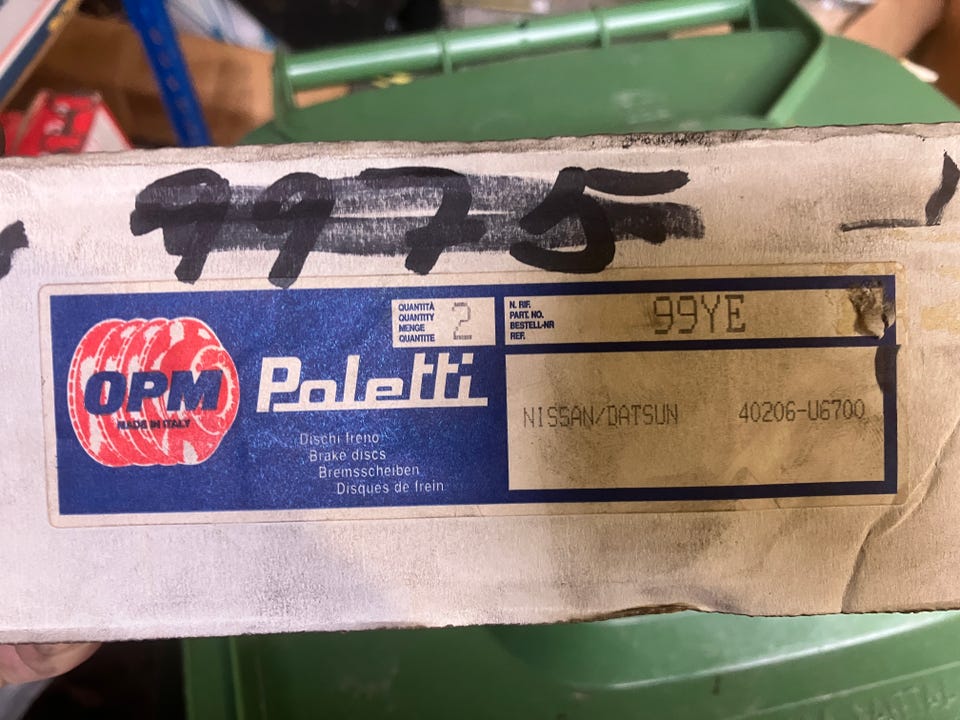 9975
QUANTITÀ
QUANTITY
MENGE
QUANTITE
2
N. RIF.
PART. NO.
BESTELL-NR
REF.
99YE
OPM
MADE IN ITALY
Poletti
Dischi freno
Brake discs
Bremsscheiben
Disques de frein
NISSAN/DATSUN 40206-U6700